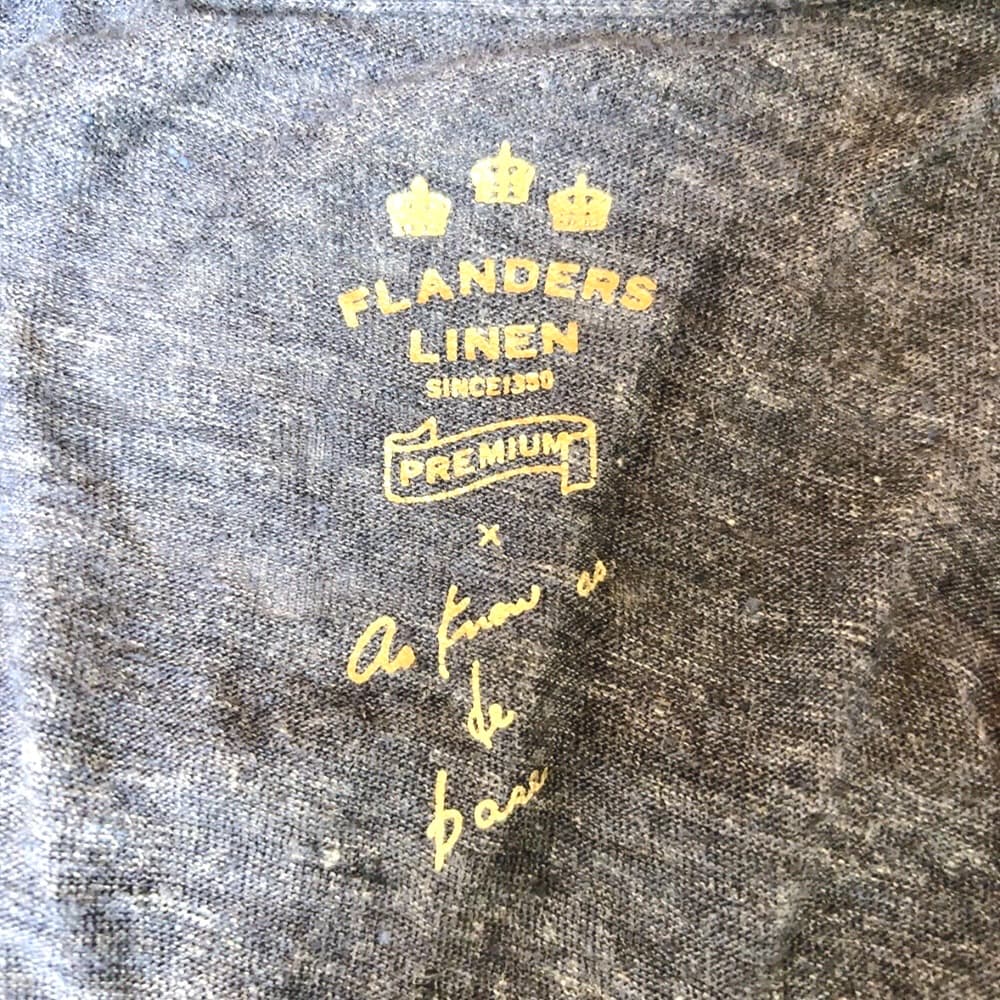 FLANDERS
LINEN
SINCE1350
PREMIUM
x
As know as
de
base